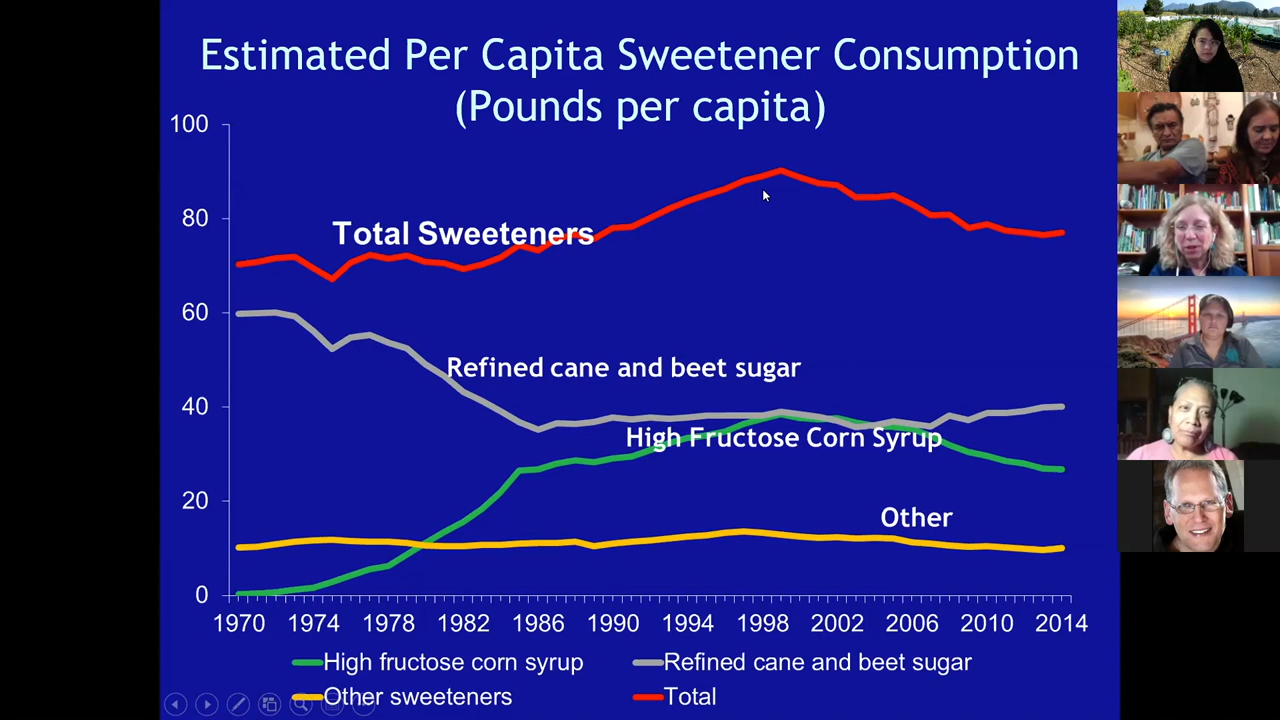 Estimated Per Capita Sweetener Consumption
(Pounds per capita)
100
80
60
40
20
0
Total Sweeteners
Refined cane and beet sugar
High Fructose Corn Syrup
Other
1970 1974 1978 1982 1986 1990 1994 1998 2002 2006 2010 2014
High fructose corn syrup Refined cane and beet sugar
Other sweeteners Total